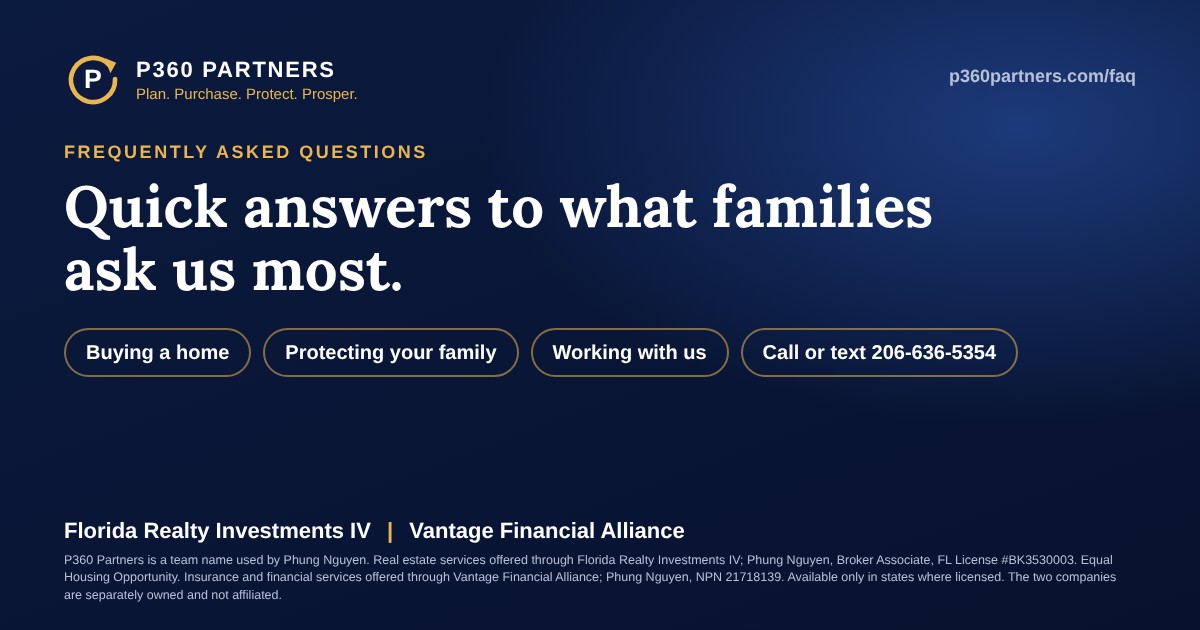 P
P360 PARTNERS
Plan. Purchase. Protect. Prosper.
p360partners.com/faq
FREQUENTLY ASKED QUESTIONS
Quick answers to what families
ask us most.
Buying a home
Protecting your family
Working with us
Call or text 206-636-5354
Florida Realty Investments IV | Vantage Financial Alliance
P360 Partners is a team name used by Phung Nguyen. Real estate services offered through Florida Realty Investments IV; Phung Nguyen, Broker Associate, FL License #BK3530003. Equal
Housing Opportunity. Insurance and financial services offered through Vantage Financial Alliance; Phung Nguyen, NPN 21718139. Available only in states where licensed. The two companies
are separately owned and not affiliated.